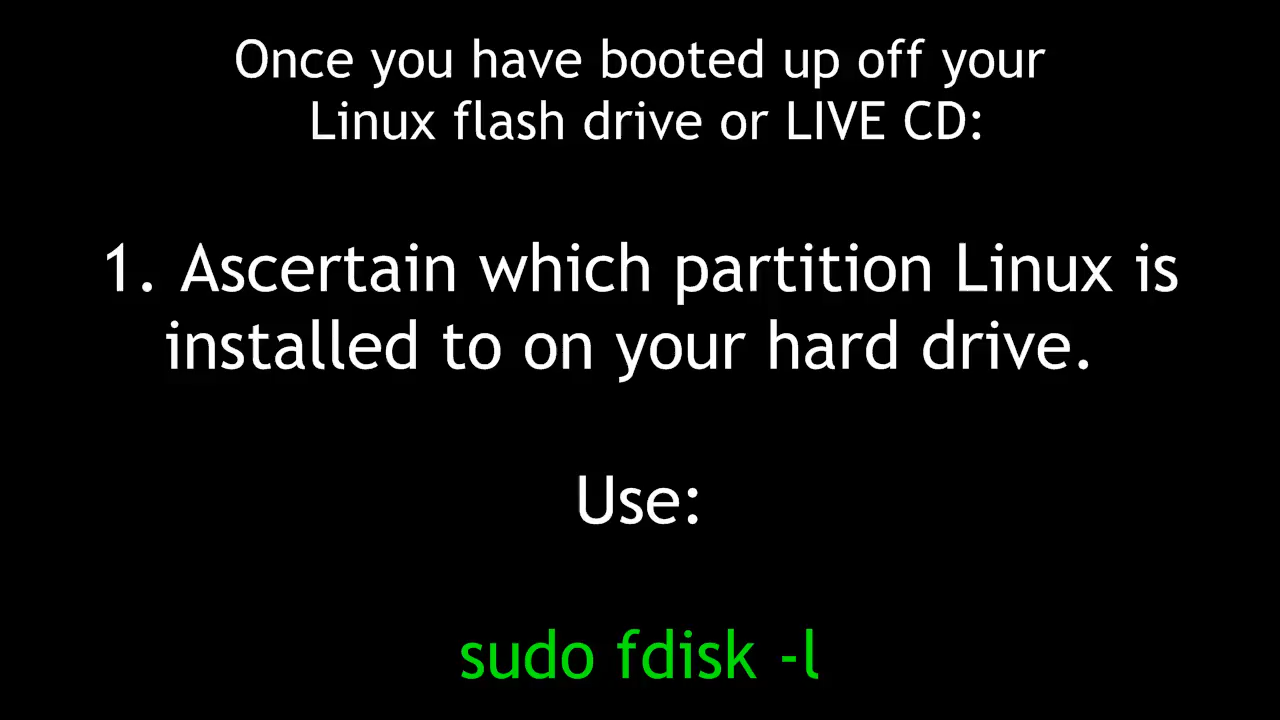 Once you have booted up off your
Linux flash drive or LIVE CD:
1. Ascertain which partition Linux is
installed to on your hard drive.
Use:
sudo fdisk -l